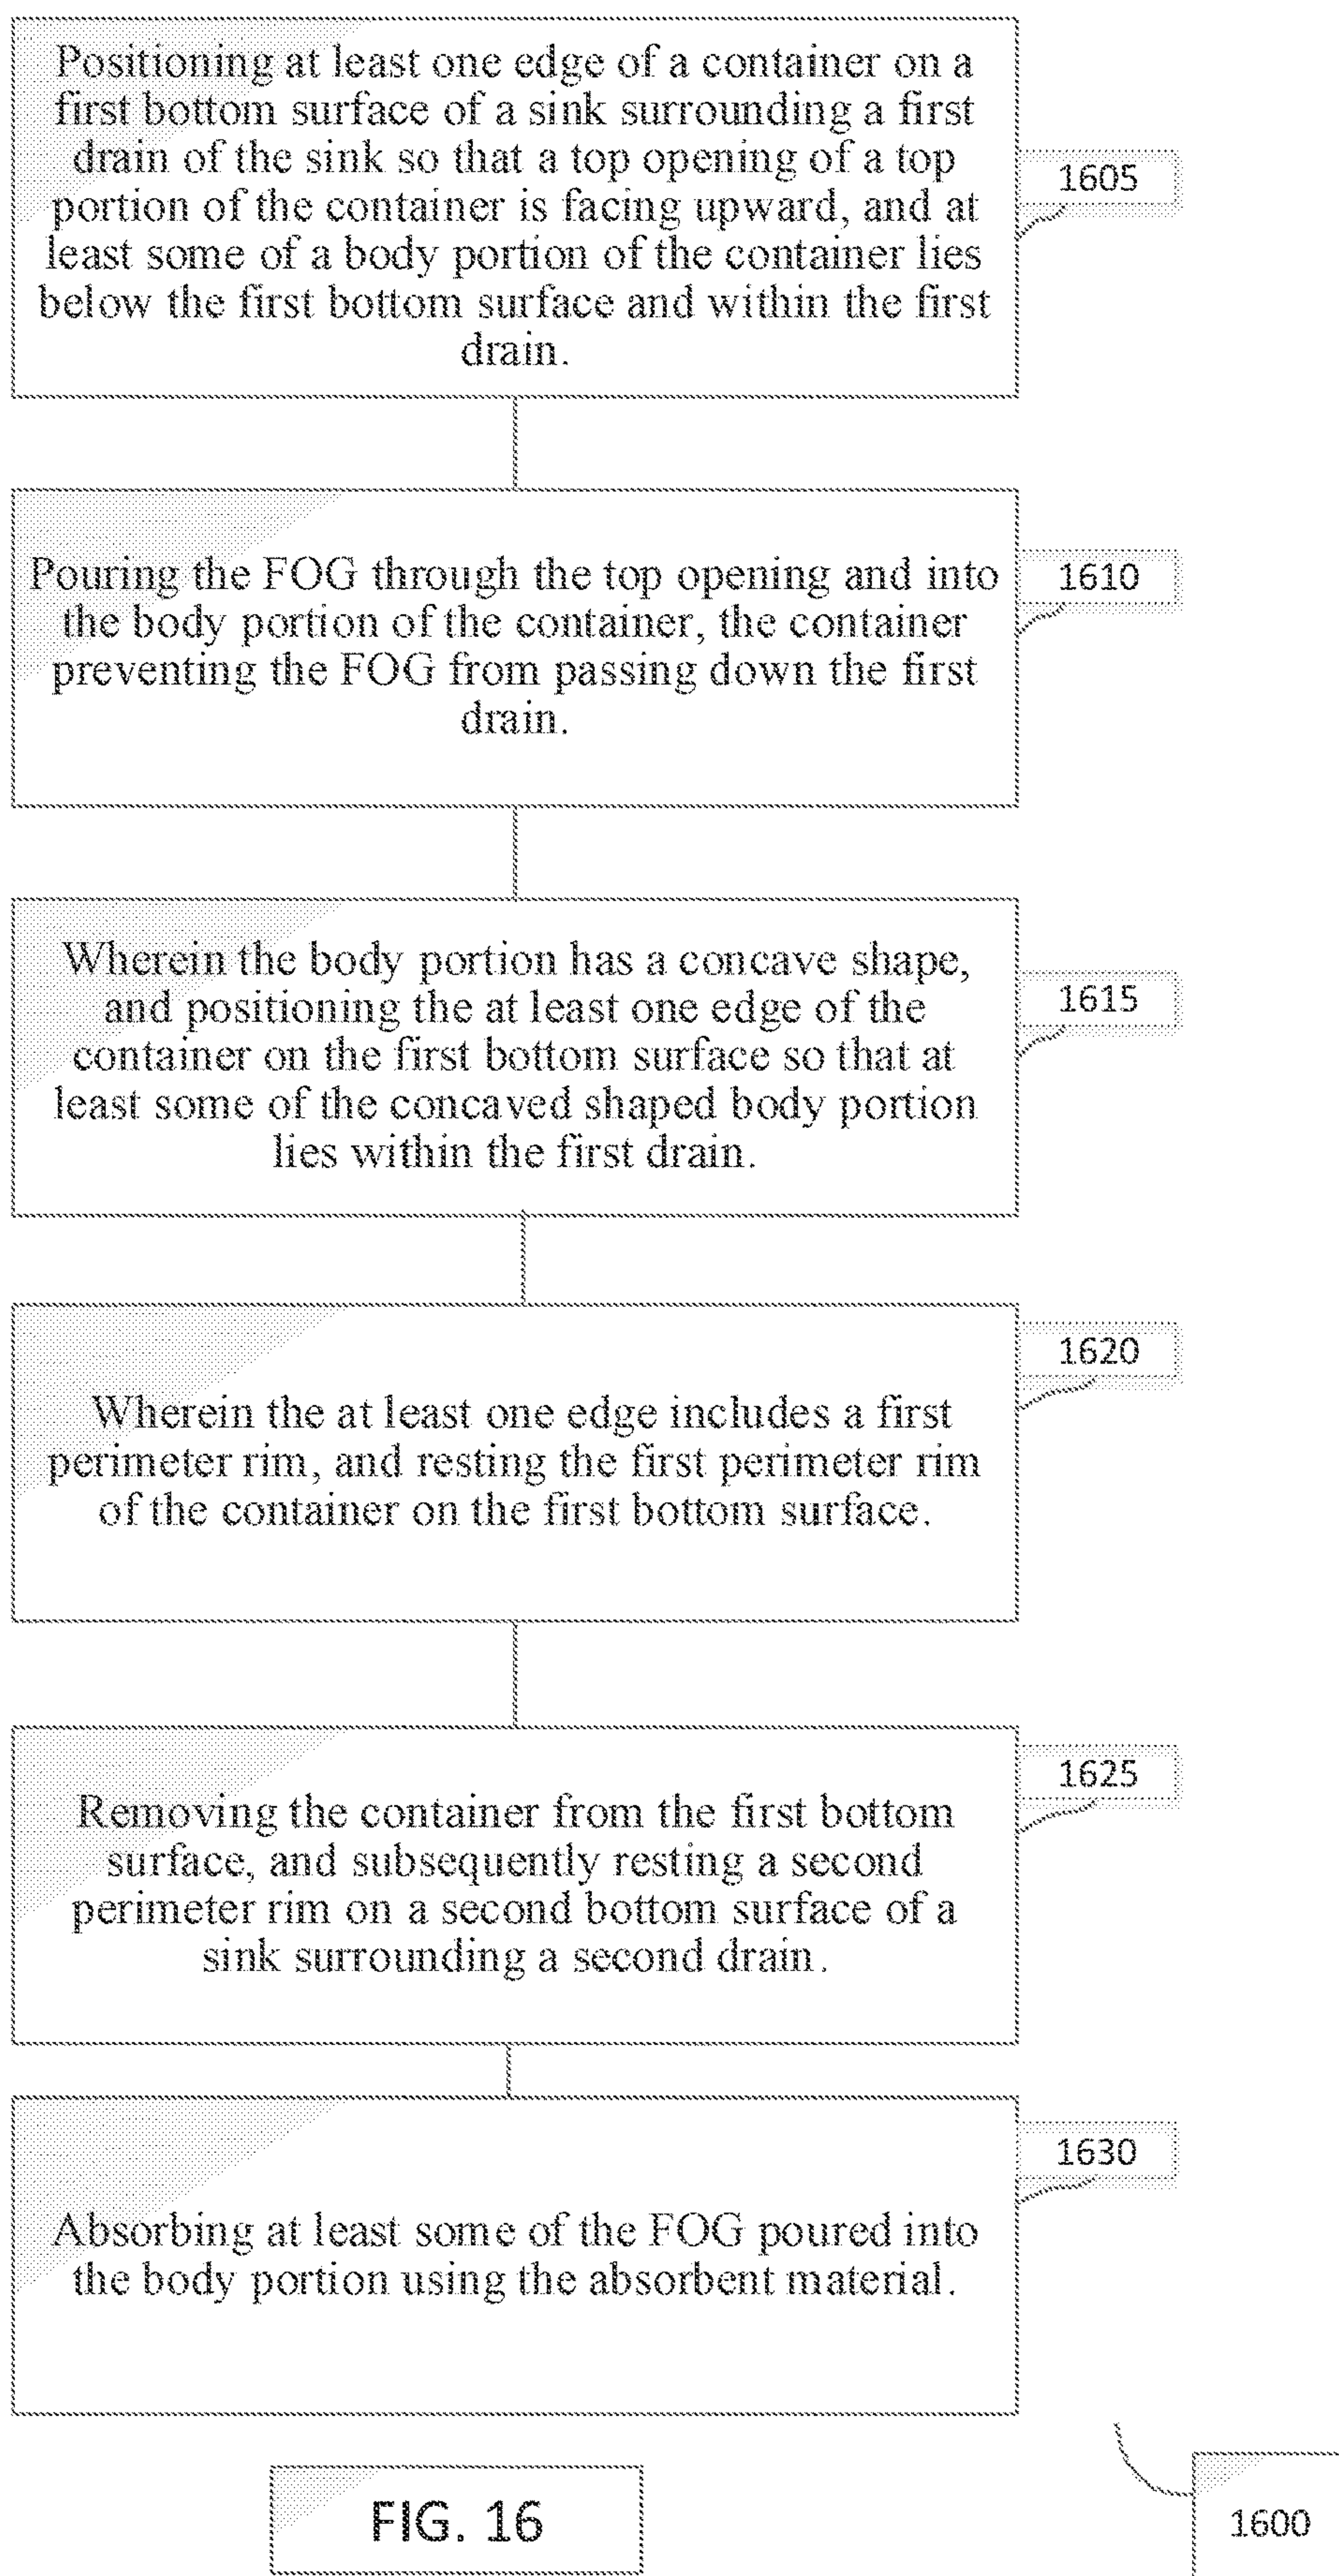 Positioning at least one edge of a container on a
first bottom surface of a sink surrounding a first
drain of the sink so that a top opening of a top
portion of the container is facing upward, and at
least some of a body portion of the container lies
below the first bottom surface and within the first
drain.
1605
Pouring the FOG through the top opening and into
the body portion of the container, the container
preventing the FOG from passing down the first
drain.
1610
Wherein the body portion has a concave shape,
and positioning the at least one edge of the
container on the first bottom surface so that at
least some of the concaved shaped body portion
lies within the first drain.
1615
Wherein the at least one edge includes a first
perimeter rim, and resting the first perimeter rim
of the container on the first bottom surface.
1620
Removing the container from the first bottom
surface, and subsequently resting a second
perimeter rim on a second bottom surface of a
sink surrounding a second drain.
1625
Absorbing at least some of the FOG poured into
the body portion using the absorbent material.
1630
FIG. 16
1600